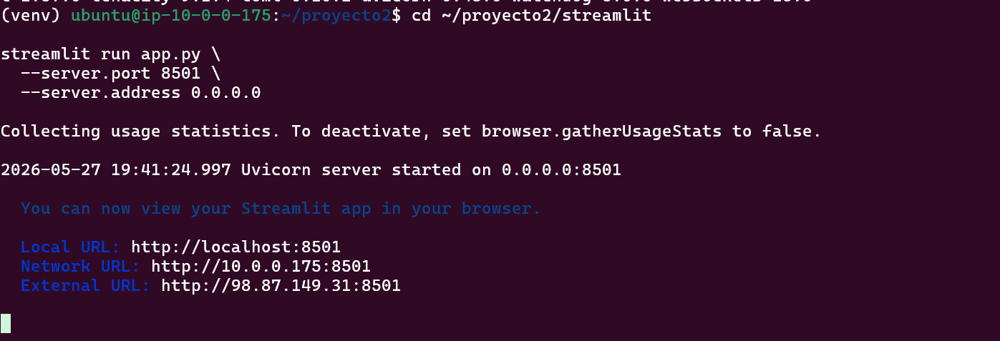 (venv) ubuntu@ip-10-0-0-175:~/proyecto2$ cd ~/proyecto2/streamlit
streamlit run app.py \
--server.port 8501 \
--server.address 0.0.0.0
Collecting usage statistics. To deactivate, set browser.gatherUsageStats to false.
2026-05-27 19:41:24.997 Uvicorn server started on 0.0.0.0:8501
You can now view your Streamlit app in your browser.
Local URL: http://localhost:8501
Network URL: http://10.0.0.175:8501
External URL: http://98.87.149.31:8501